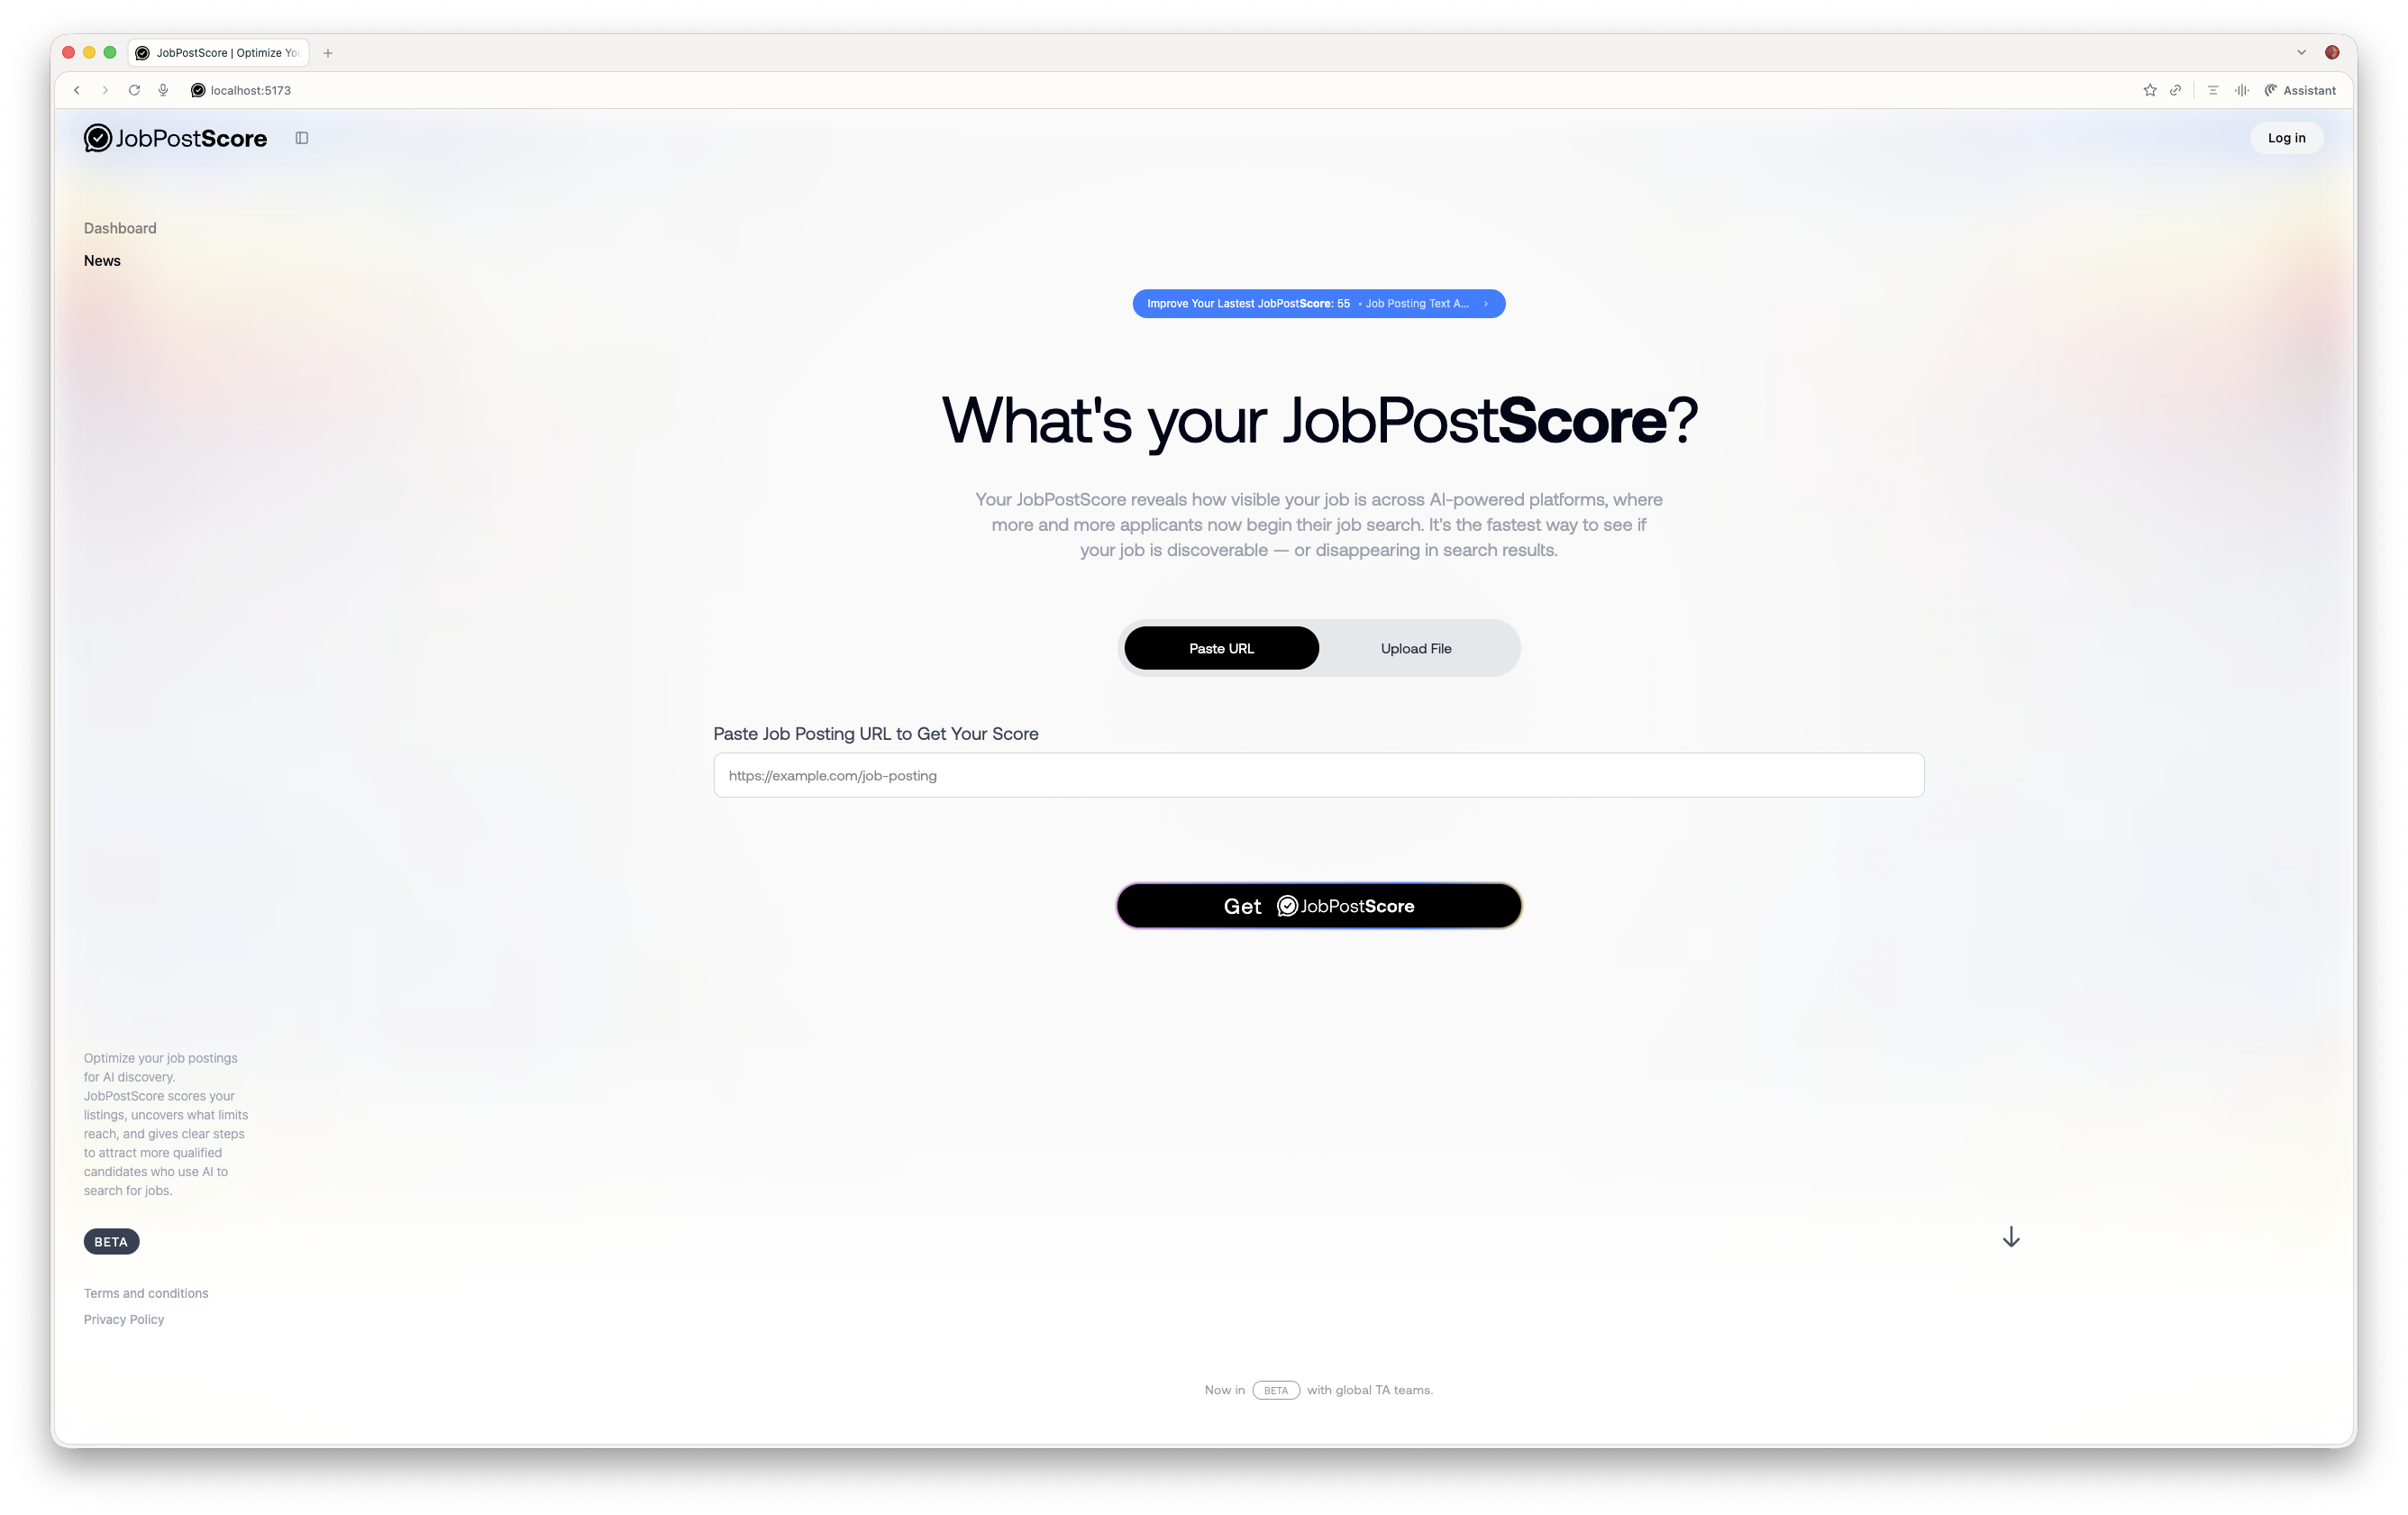 JobPostScore | Optimize Yo
localhost:5173
Assistant
JobPostScore
Log in
Dashboard
News
Improve Your Lastest JobPostScore: 55 • Job Posting Text A...
What's your JobPostScore?
Your JobPostScore reveals how visible your job is across AI-powered platforms, where
more and more applicants now begin their job search. It's the fastest way to see if
your job is discoverable — or disappearing in search results.
Paste URL
Upload File
Paste Job Posting URL to Get Your Score
https://example.com/job-posting
Get JobPostScore
Optimize your job postings
for AI discovery.
JobPostScore scores your
listings, uncovers what limits
reach, and gives clear steps
to attract more qualified
candidates who use AI to
search for jobs.
BETA
Terms and conditions
Privacy Policy
Now in BETA with global TA teams.